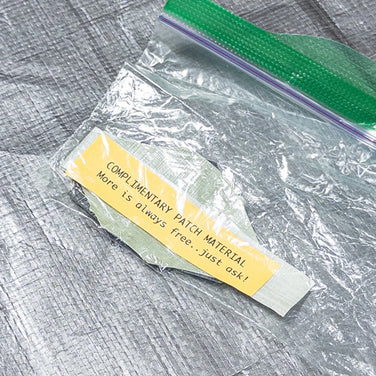 COMPLIMENTARY PATCH MATERIAL
More is always free..just ask!